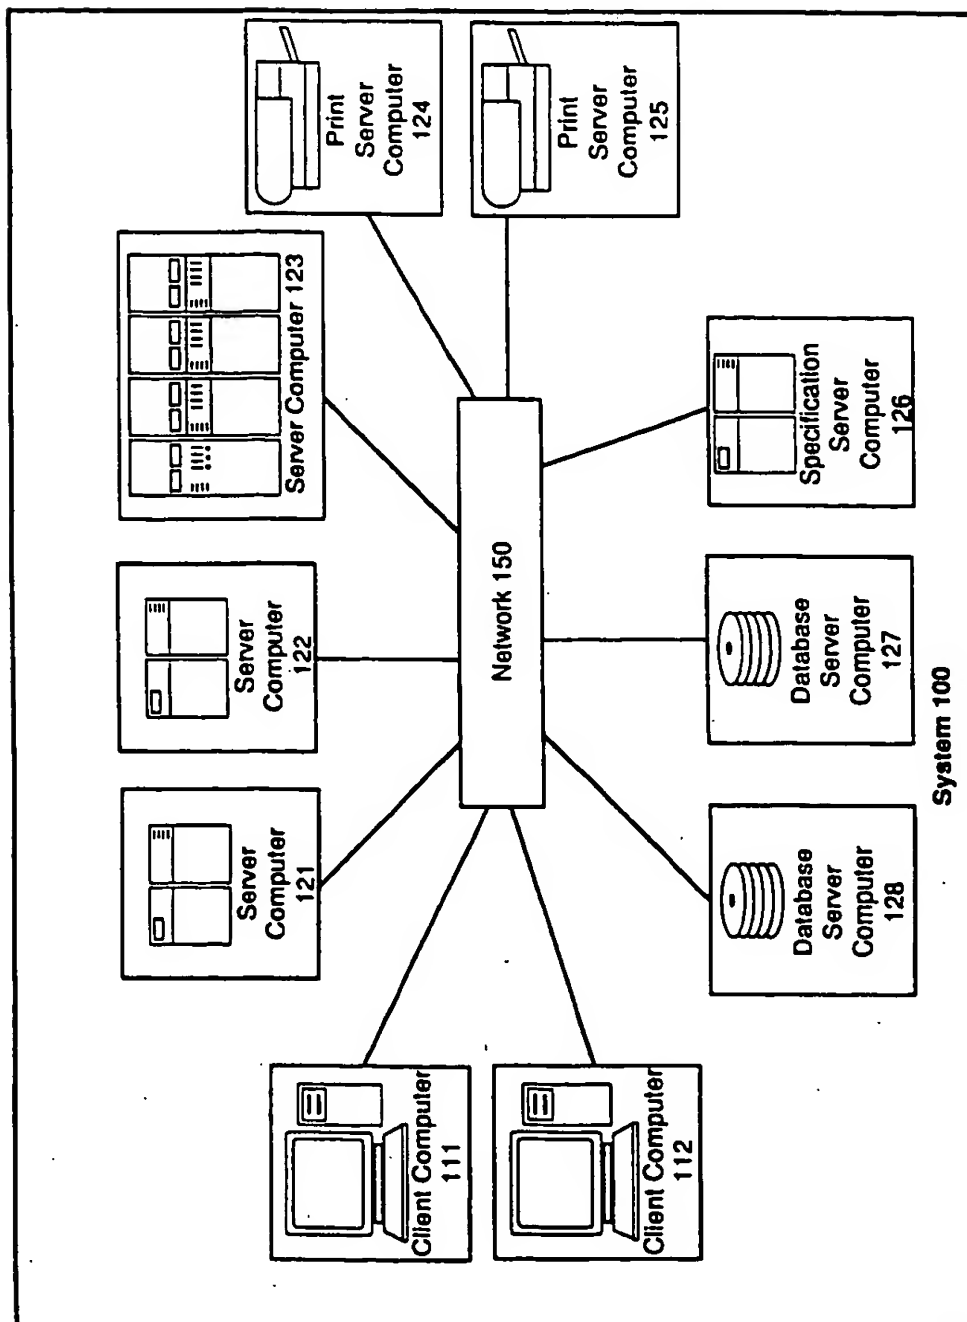 Server
Computer
121
Server
Computer
122
Server Computer 123
Print
Server
Computer
124
Client Computer
111
Network 150
Print
Server
Computer
125
Client Computer
112
Database
Server
Computer
128
Database
Server
Computer
127
Specification
Server
Computer
126
System 100